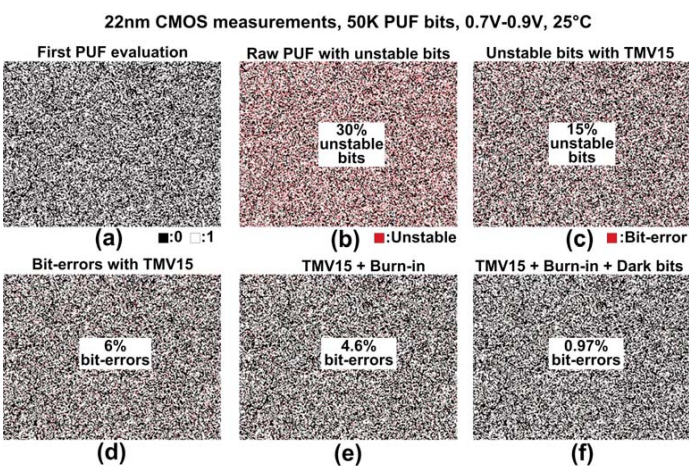 22nm CMOS measurements, 50K PUF bits, 0.7V-0.9V, 25°C
First PUF evaluation
Raw PUF with unstable bits
Unstable bits with TMV15
30%
unstable
bits
15%
unstable
bits
(a)
■:0 □:1
(b)
■:Unstable
(c)
■:Bit-error
Bit-errors with TMV15
TMV15 + Burn-in
TMV15 + Burn-in + Dark bits
6%
bit-errors
4.6%
bit-errors
0.97%
bit-errors
(d)
(e)
(f)